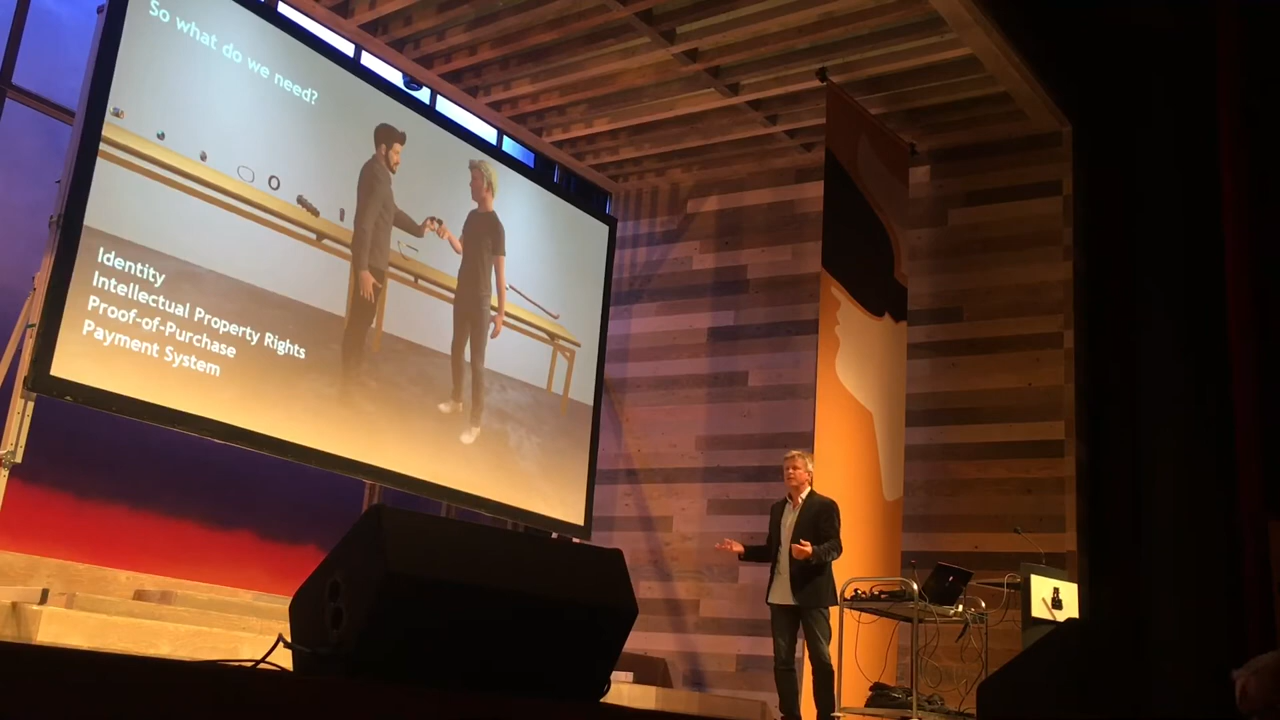 So what do we need?
Identity
Intellectual Property Rights
Proof-of-Purchase
Payment System